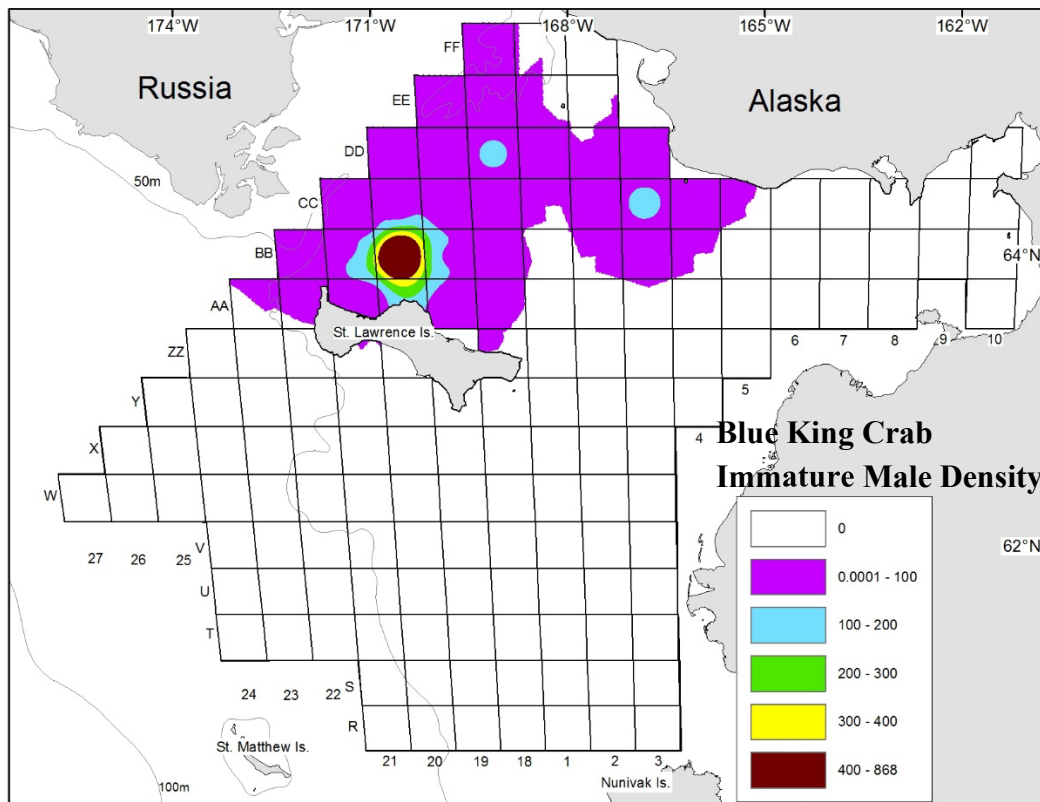 174°W 171°W 168°W 165°W 162°W
FF
Russia
Alaska
EE
DD
50m
CC
BB
64°N
AA
St. Lawrence Is.
ZZ
6 7 8 9 10
5
Y
4
X
Blue King Crab
Immature Male Density
W
27 26 25
V
62°N
U
T
24 23 22
S
R
St. Matthew Is.
21 20 19 18 1 2 3
Nunivak Is.
100m
0
0.0001 - 100
100 - 200
200 - 300
300 - 400
400 - 868